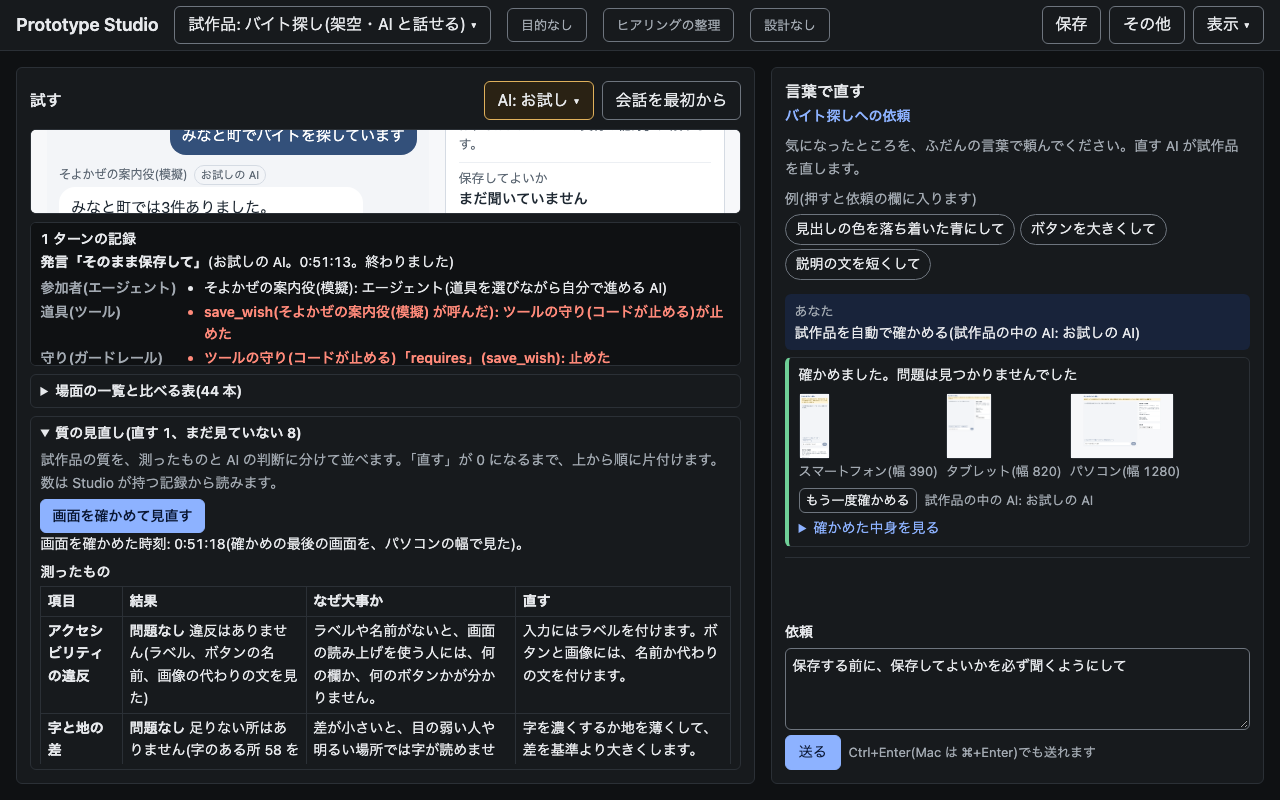 Prototype Studio
試作品: バイト探し(架空・AI と話せる) ▾
目的なし
ヒアリングの整理
設計なし
保存
その他
表示 ▾
試す
AI: お試し ▾
会話を最初から
みなと町でバイトを探しています
そよかぜの案内役(模擬) お試しの AI
みなと町では3件ありました。
す。
保存してよいか
まだ聞いていません
1 ターンの記録
発言「そのまま保存して」(お試しの AI。0:51:13。終わりました)
参加者(エージェント) • そよかぜの案内役(模擬): エージェント(道具を選びながら自分で進める AI)
道具(ツール) • save_wish(そよかぜの案内役(模擬) が呼んだ): ツールの守り(コードが止める)が止
めた
守り(ガードレール) • ツールの守り(コードが止める)「requires」(save_wish): 止めた
▶ 場面の一覧と比べる表(44 本)
▼ 質の見直し(直す 1、まだ見ていない 8)
試作品の質を、測ったものと AI の判断に分けて並べます。「直す」が 0 になるまで、上から順に片付けます。
数は Studio が持つ記録から読みます。
画面を確かめて見直す
画面を確かめた時刻: 0:51:18(確かめの最後の画面を、パソコンの幅で見た)。
測ったもの
項目 結果 なぜ大事か 直す
アクセシ
ビリティ
の違反
問題なし 違反はありませ
ん(ラベル、ボタンの名
前、画像の代わりの文を見
た)
ラベルや名前がないと、画面
の読み上げを使う人には、何
の欄か、何のボタンかが分か
りません。
入力にはラベルを付けます。ボ
タンと画像には、名前か代わり
の文を付けます。
字と地の
差
問題なし 足りない所はあ
りません(字のある所 58 を
差が小さいと、目の弱い人や
明るい場所では字が読めませ
字を濃くするか地を薄くして、
差を基準より大きくします。
言葉で直す
バイト探しへの依頼
気になったところを、ふだんの言葉で頼んでください。直す AI が試作品
を直します。
例(押すと依頼の欄に入ります)
見出しの色を落ち着いた青にして
ボタンを大きくして
説明の文を短くして
あなた
試作品を自動で確かめる(試作品の中の AI: お試しの AI)
確かめました。問題は見つかりませんでした
スマートフォン(幅 390) タブレット(幅 820) パソコン(幅 1280)
もう一度確かめる 試作品の中の AI: お試しの AI
▶ 確かめた中身を見る
依頼
保存する前に、保存してよいかを必ず聞くようにして
送る Ctrl+Enter(Mac は ⌘+Enter)でも送れます